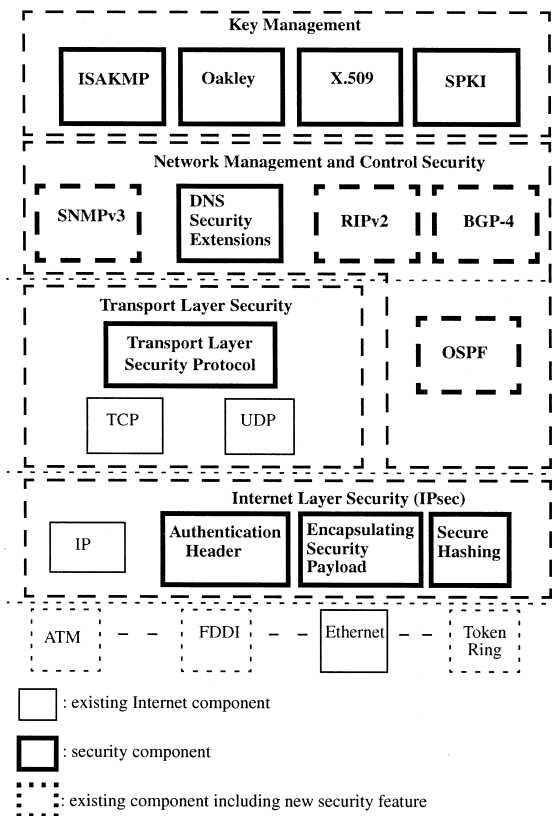 Key Management
ISAKMP
Oakley
X.509
SPKI
Network Management and Control Security
SNMPv3
DNS
Security
Extensions
RIPv2
BGP-4
Transport Layer Security
Transport Layer
Security Protocol
OSPF
TCP
UDP
Internet Layer Security (IPsec)
IP
Authentication
Header
Encapsulating
Security
Payload
Secure
Hashing
ATM
FDDI
Ethernet
Token
Ring
: existing Internet component
: security component
: existing component including new security feature